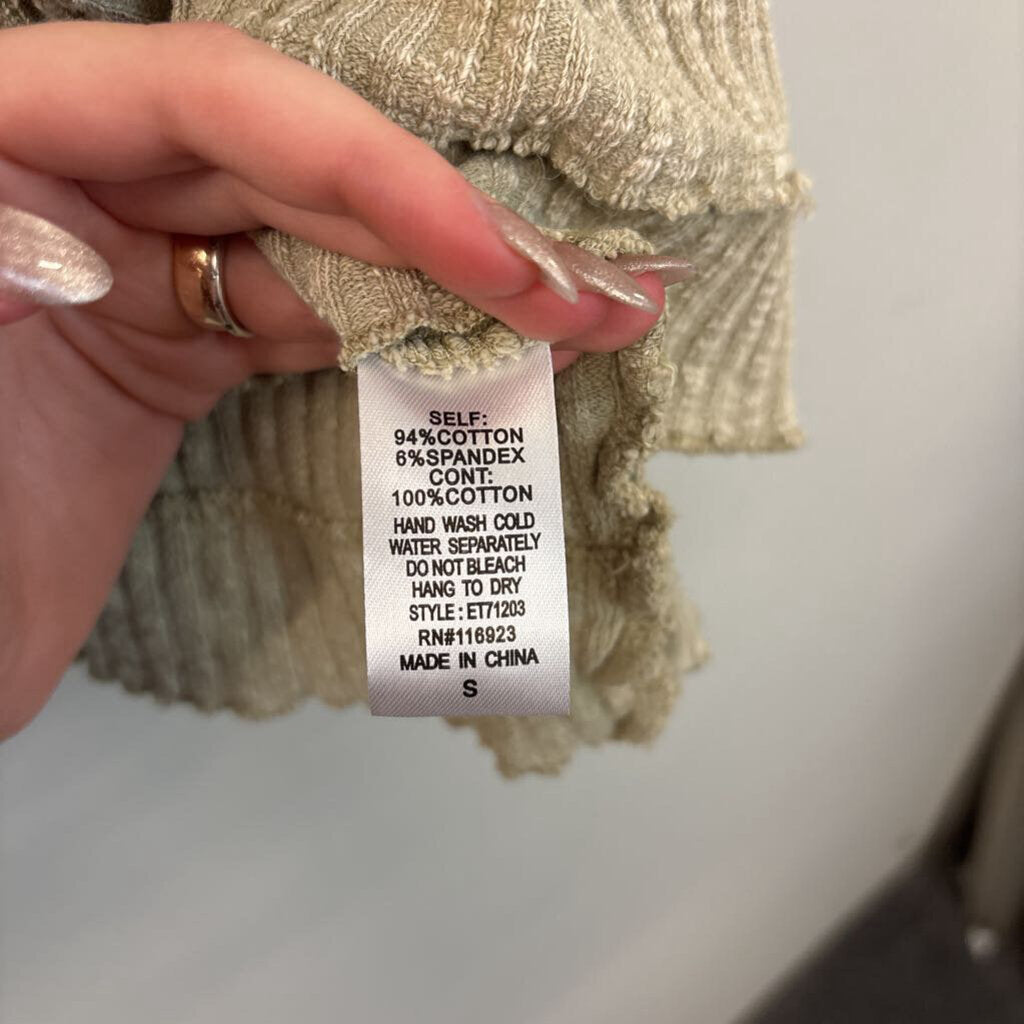 SELF:
94%COTTON
6%SPANDEX
CONT:
100%COTTON
HAND WASH COLD
WATER SEPARATELY
DO NOT BLEACH
HANG TO DRY
STYLE : ET71203
RN#116923
MADE IN CHINA
S